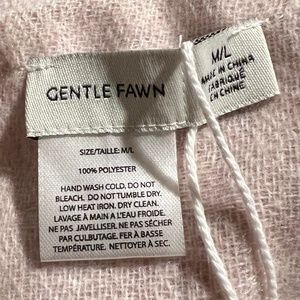 GENTLE FAWN
M/L
MADE IN CHINA
FABRIQUÉ
EN CHINE
SIZE/TAILLE: M/L
100% POLYESTER
HAND WASH COLD. DO NOT
BLEACH. DO NOT TUMBLE DRY.
LOW HEAT IRON. DRY CLEAN.
LAVAGE À MAIN A L'EAU FROIDE.
NE PAS JAVELLISER. NE PAS SÉCHER
PAR CULBUTAGE. FER À BASSE
TEMPÉRATURE. NETTOYER À SEC.